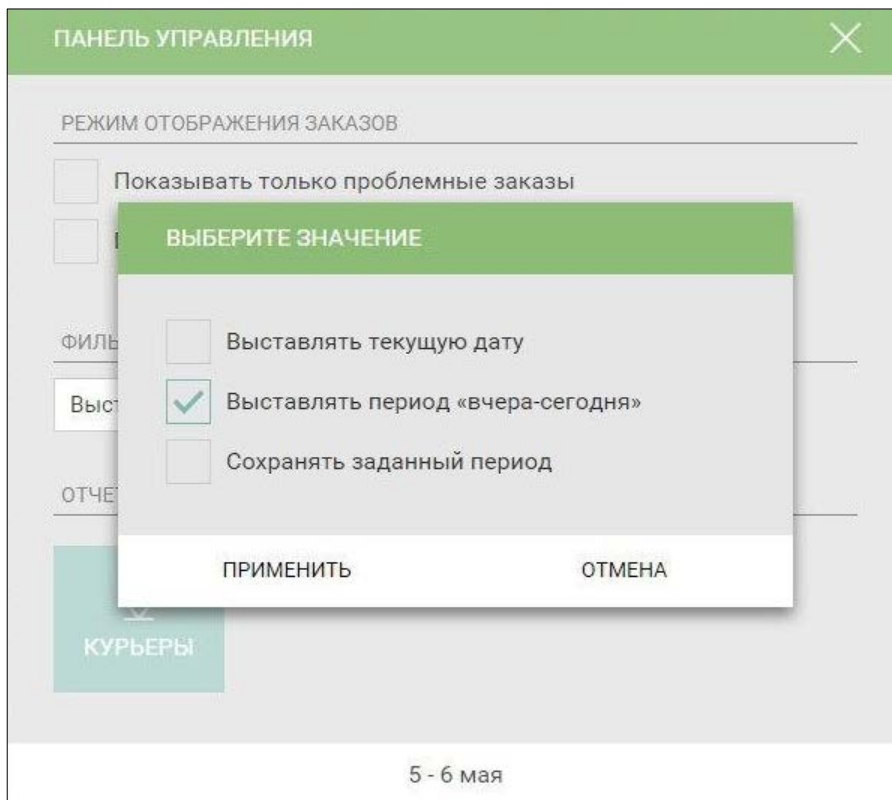 ПАНЕЛЬ УПРАВЛЕНИЯ
РЕЖИМ ОТОБРАЖЕНИЯ ЗАКАЗОВ
Показывать только проблемные заказы
ВЫБЕРИТЕ ЗНАЧЕНИЕ
Выставлять текущую дату
Выставлять период «вчера-сегодня»
Сохранять заданный период
ПРИМЕНИТЬ ОТМЕНА
КУРЬЕРЫ
5 - 6 мая